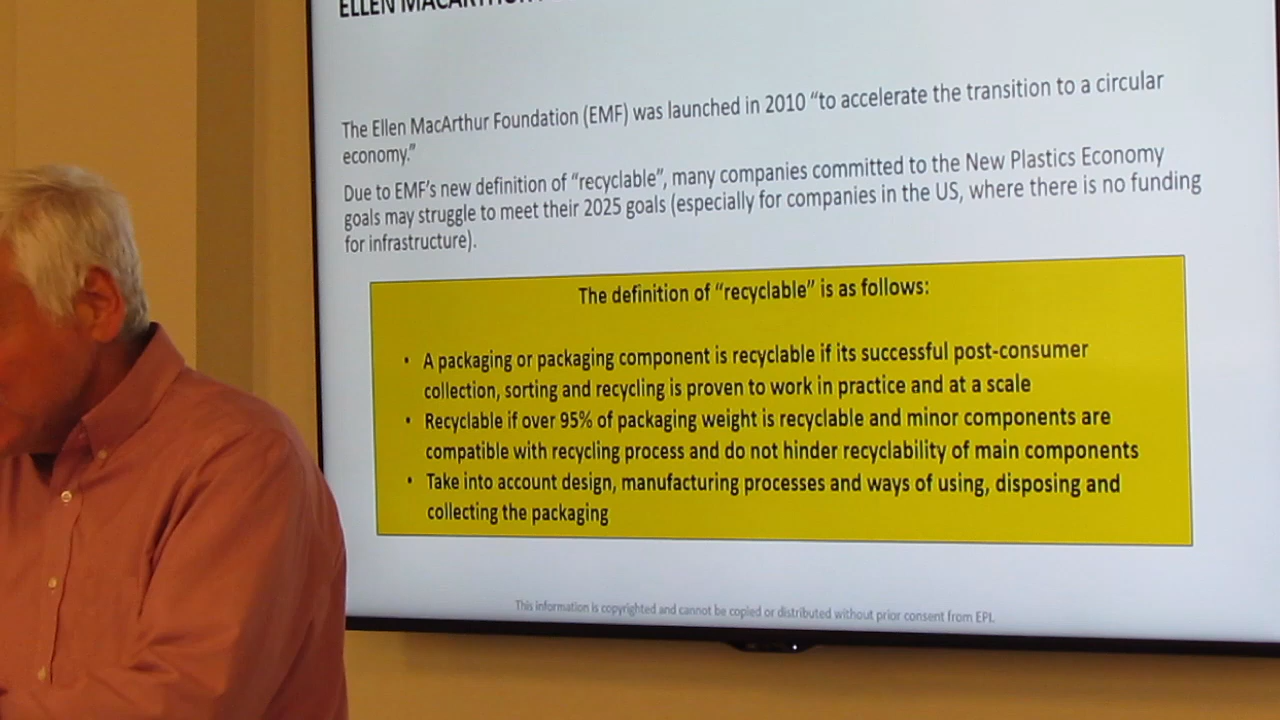 ELLEN MACARTHUR
The Ellen MacArthur Foundation (EMF) was launched in 2010 “to accelerate the transition to a circular
economy.”
Due to EMF’s new definition of “recyclable”, many companies committed to the New Plastics Economy
goals may struggle to meet their 2025 goals (especially for companies in the US, where there is no funding
for infrastructure).
The definition of “recyclable” is as follows:
• A packaging or packaging component is recyclable if its successful post-consumer
collection, sorting and recycling is proven to work in practice and at a scale
• Recyclable if over 95% of packaging weight is recyclable and minor components are
compatible with recycling process and do not hinder recyclability of main components
• Take into account design, manufacturing processes and ways of using, disposing and
collecting the packaging
This information is copyrighted and cannot be copied or distributed without prior consent from EPI.